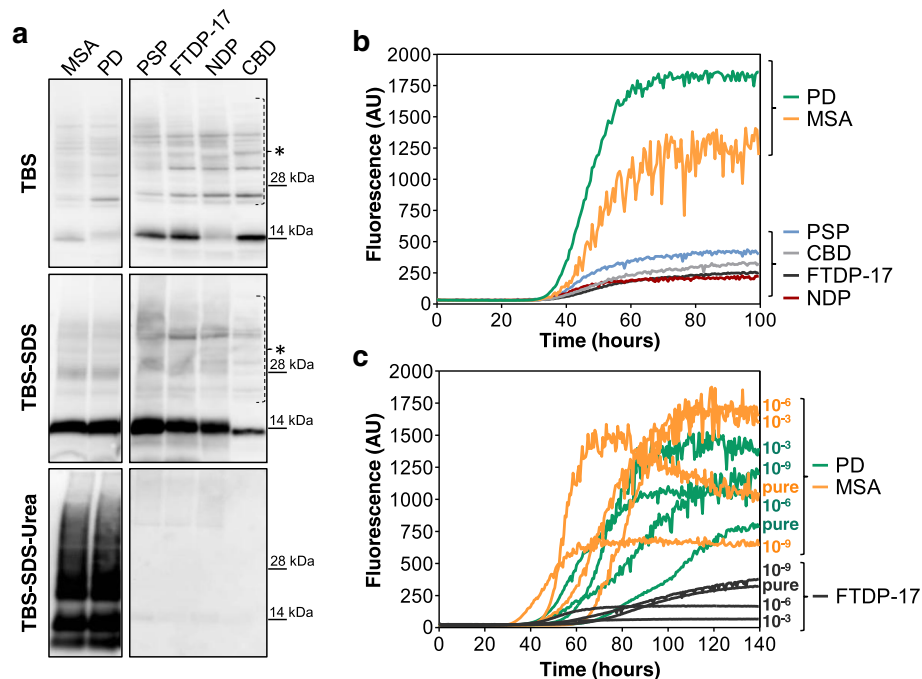 a
MSA PD PSP FTDP-17 NDP CBD
TBS
*
28 kDa
14 kDa
TBS-SDS
*
28 kDa
14 kDa
TBS-SDS-Urea
28 kDa
14 kDa
b
Fluorescence (AU)
2000
1750
1500
1250
1000
750
500
250
0
0 20 40 60 80 100
Time (hours)
PD
MSA
PSP
CBD
FTDP-17
NDP
c
Fluorescence (AU)
2000
1750
1500
1250
1000
750
500
250
0
0 20 40 60 80 100 120 140
Time (hours)
10⁻⁶
10⁻³
10⁻³
10⁻⁹
pure
10⁻⁶
pure
10⁻⁹
10⁻⁹
pure
10⁻⁶
10⁻³
PD
MSA
FTDP-17